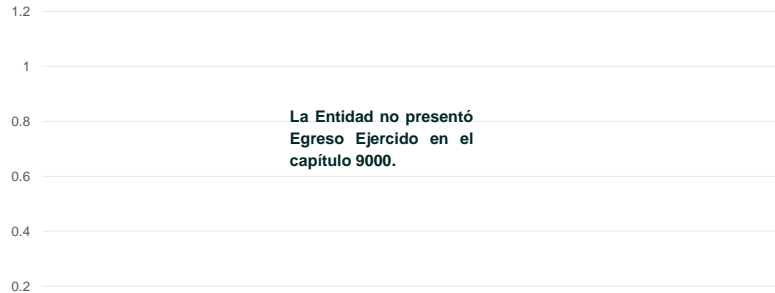 1.2
1
0.8
La Entidad no presentó
Egreso Ejercido en el
capítulo 9000.
0.6
0.4
0.2